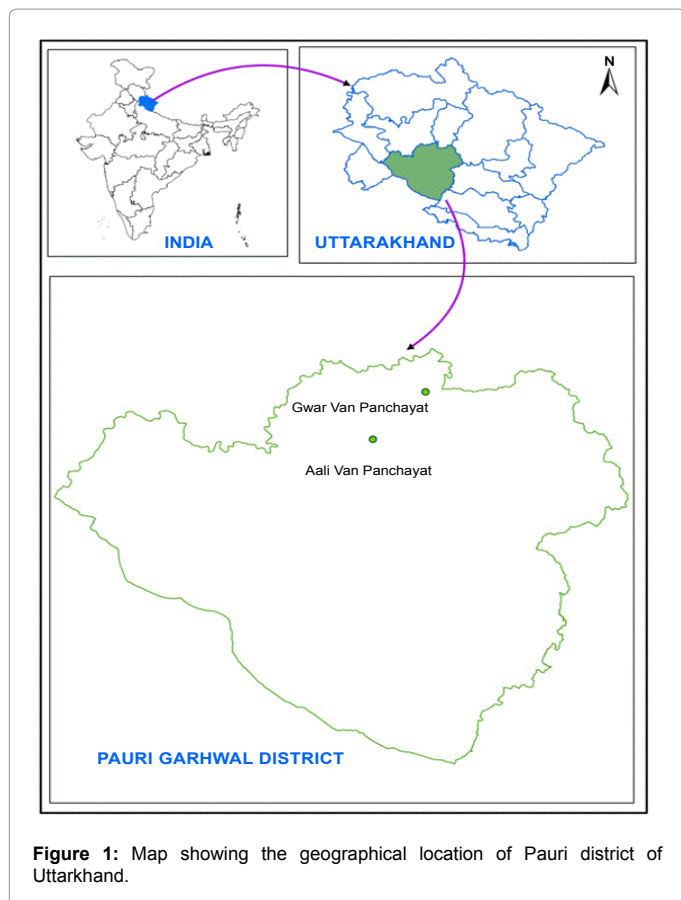 N
INDIA
UTTARAKHAND
Gwar Van Panchayat
Aali Van Panchayat
PAURI GARHWAL DISTRICT
Figure 1: Map showing the geographical location of Pauri district of
Uttarkhand.